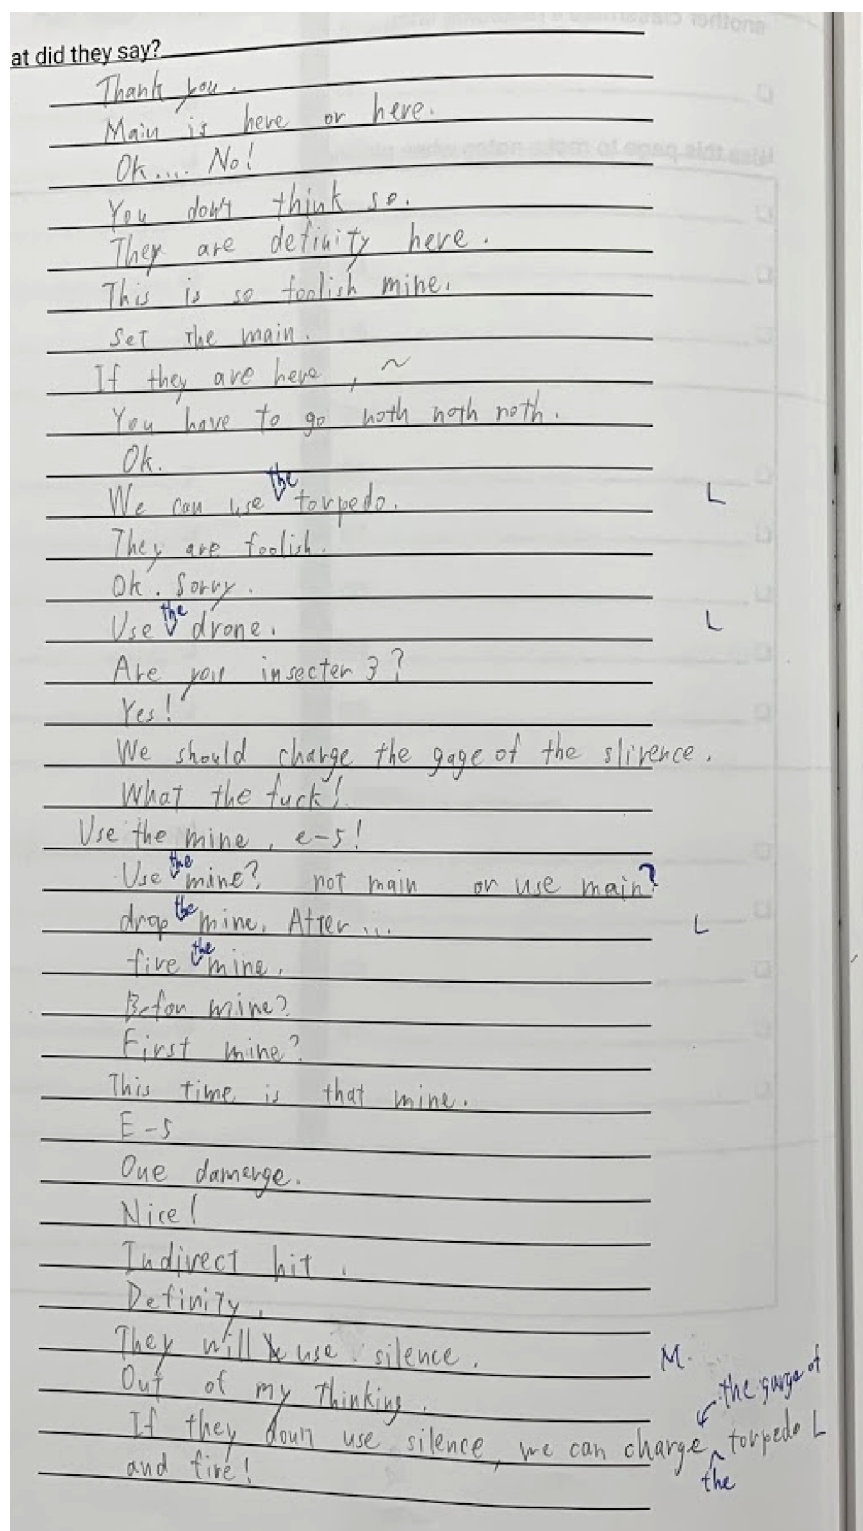 at did they say?
Thank you.
Main is here or here.
Ok.... No!
You don't think so.
They are definity here.
This is so foolish mine.
Set the main.
If they are here, ~
You have to go noth noth noth.
Ok.
We can use the torpedo. L
They are foolish.
Ok. Sorry.
Use the drone. L
Are you insecter 3?
Yes!
We should charge the gage of the slirence.
What the fuck!
Use the mine, e-5!
Use the mine? not main or use main?
drop the mine. After... L
fire the mine.
Befor mine?
First mine?
This time is that mine.
E-5
One damerge.
Nice!
Indirect hit.
Definity.
They will use silence. M.
Out of my thinking. the gurge of
If they doun use silence, we can charge torpedo L
and fire! the